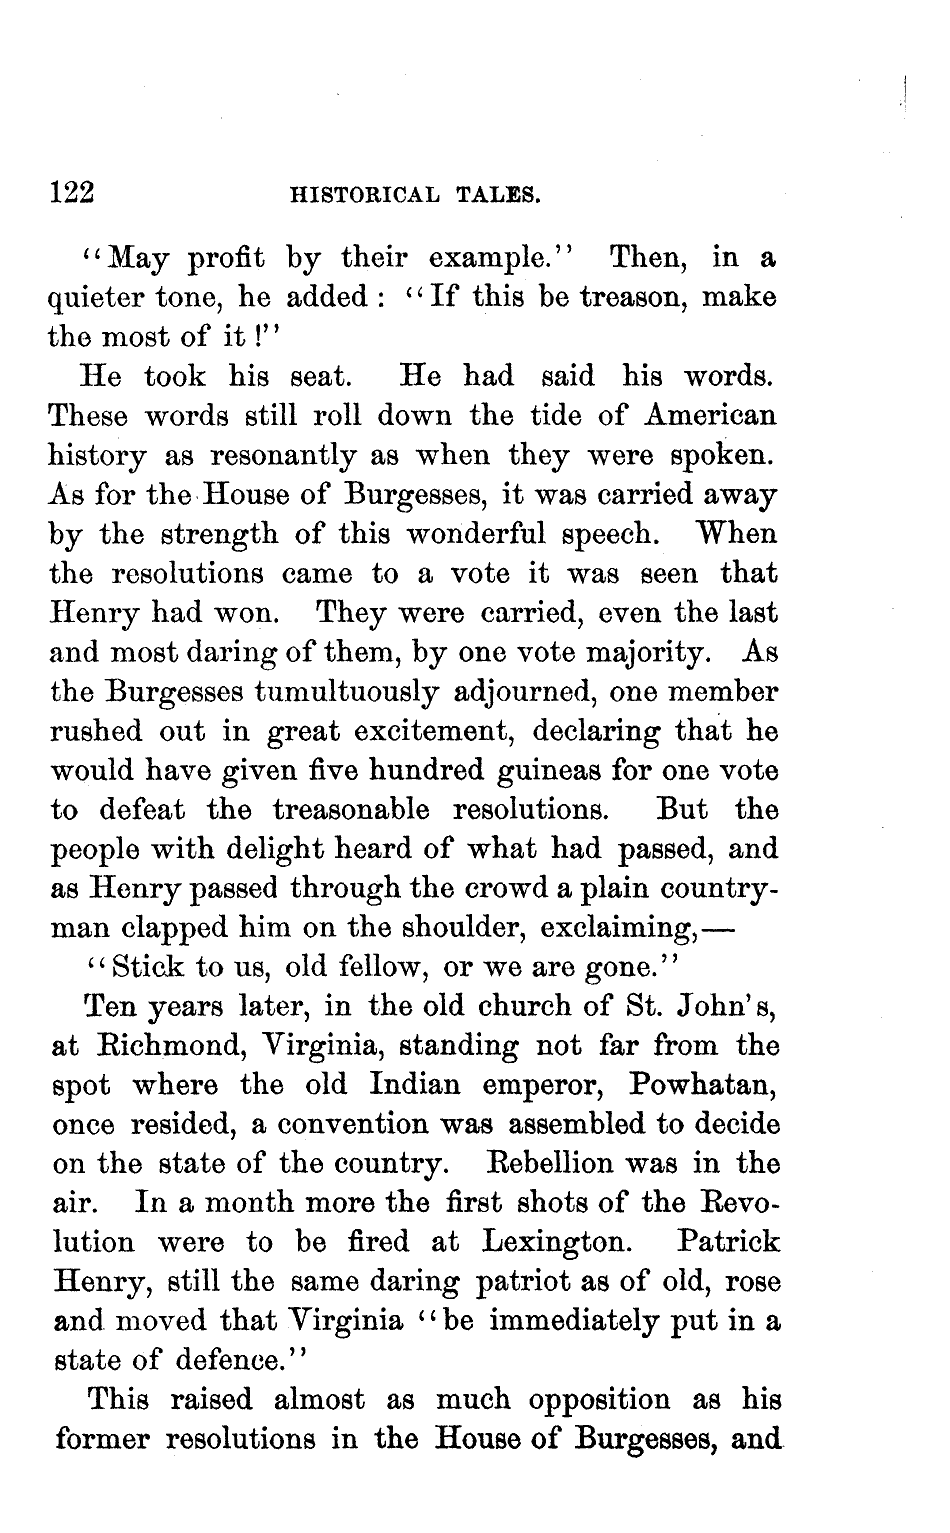 122 HISTORICAL TALES.
"May profit by their example." Then, in a
quieter tone, he added: "If this be treason, make
the most of it!"
He took his seat. He had said his words.
These words still roll down the tide of American
history as resonantly as when they were spoken.
As for the House of Burgesses, it was carried away
by the strength of this wonderful speech. When
the resolutions came to a vote it was seen that
Henry had won. They were carried, even the last
and most daring of them, by one vote majority. As
the Burgesses tumultuously adjourned, one member
rushed out in great excitement, declaring that he
would have given five hundred guineas for one vote
to defeat the treasonable resolutions. But the
people with delight heard of what had passed, and
as Henry passed through the crowd a plain country-
man clapped him on the shoulder, exclaiming,—
"Stick to us, old fellow, or we are gone."
Ten years later, in the old church of St. John's,
at Richmond, Virginia, standing not far from the
spot where the old Indian emperor, Powhatan,
once resided, a convention was assembled to decide
on the state of the country. Rebellion was in the
air. In a month more the first shots of the Revo-
lution were to be fired at Lexington. Patrick
Henry, still the same daring patriot as of old, rose
and moved that Virginia "be immediately put in a
state of defence."
This raised almost as much opposition as his
former resolutions in the House of Burgesses, and